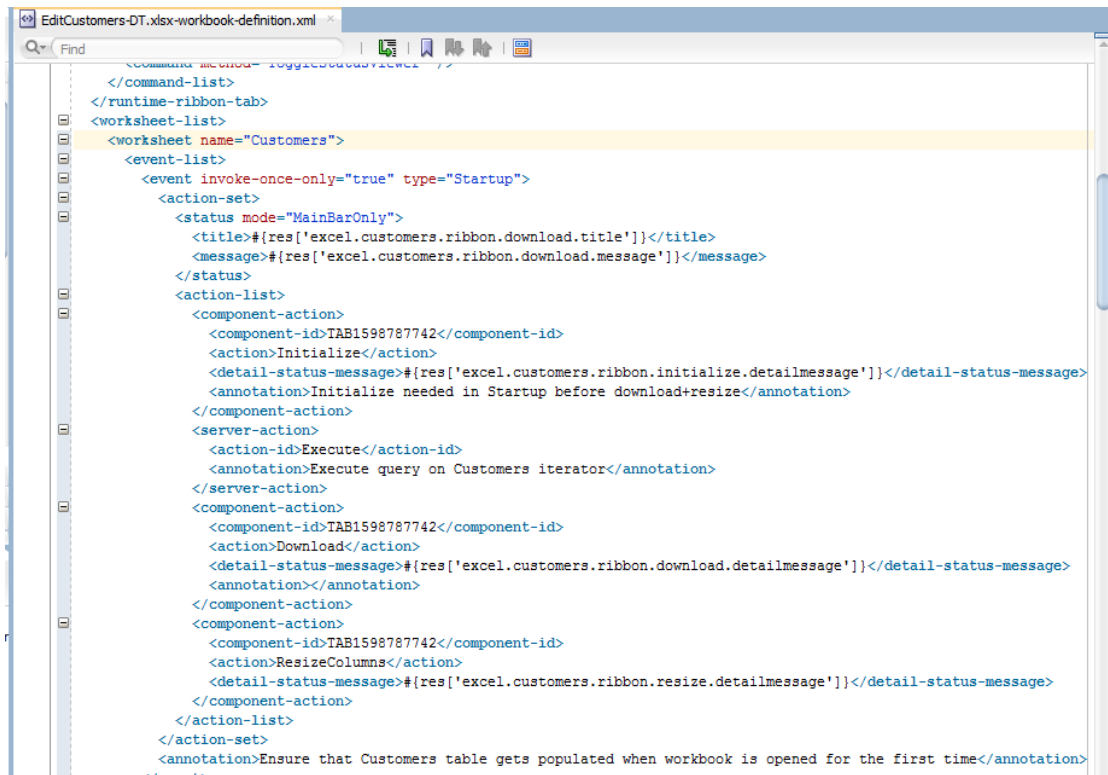 EditCustomers-DT.xlsx-workbook-definition.xml
Find
<command method="ToggleStatusViewer" />
</command-list>
</runtime-ribbon-tab>
<worksheet-list>
<worksheet name="Customers">
<event-list>
<event invoke-once-only="true" type="Startup">
<action-set>
<status mode="MainBarOnly">
<title>#{res['excel.customers.ribbon.download.title']}</title>
<message>#{res['excel.customers.ribbon.download.message']}</message>
</status>
<action-list>
<component-action>
<component-id>TAB1598787742</component-id>
<action>Initialize</action>
<detail-status-message>#{res['excel.customers.ribbon.initialize.detailmessage']}</detail-status-message>
<annotation>Initialize needed in Startup before download+resize</annotation>
</component-action>
<server-action>
<action-id>Execute</action-id>
<annotation>Execute query on Customers iterator</annotation>
</server-action>
<component-action>
<component-id>TAB1598787742</component-id>
<action>Download</action>
<detail-status-message>#{res['excel.customers.ribbon.download.detailmessage']}</detail-status-message>
<annotation></annotation>
</component-action>
<component-action>
<component-id>TAB1598787742</component-id>
<action>ResizeColumns</action>
<detail-status-message>#{res['excel.customers.ribbon.resize.detailmessage']}</detail-status-message>
</component-action>
</action-list>
</action-set>
<annotation>Ensure that Customers table gets populated when workbook is opened for the first time</annotation>